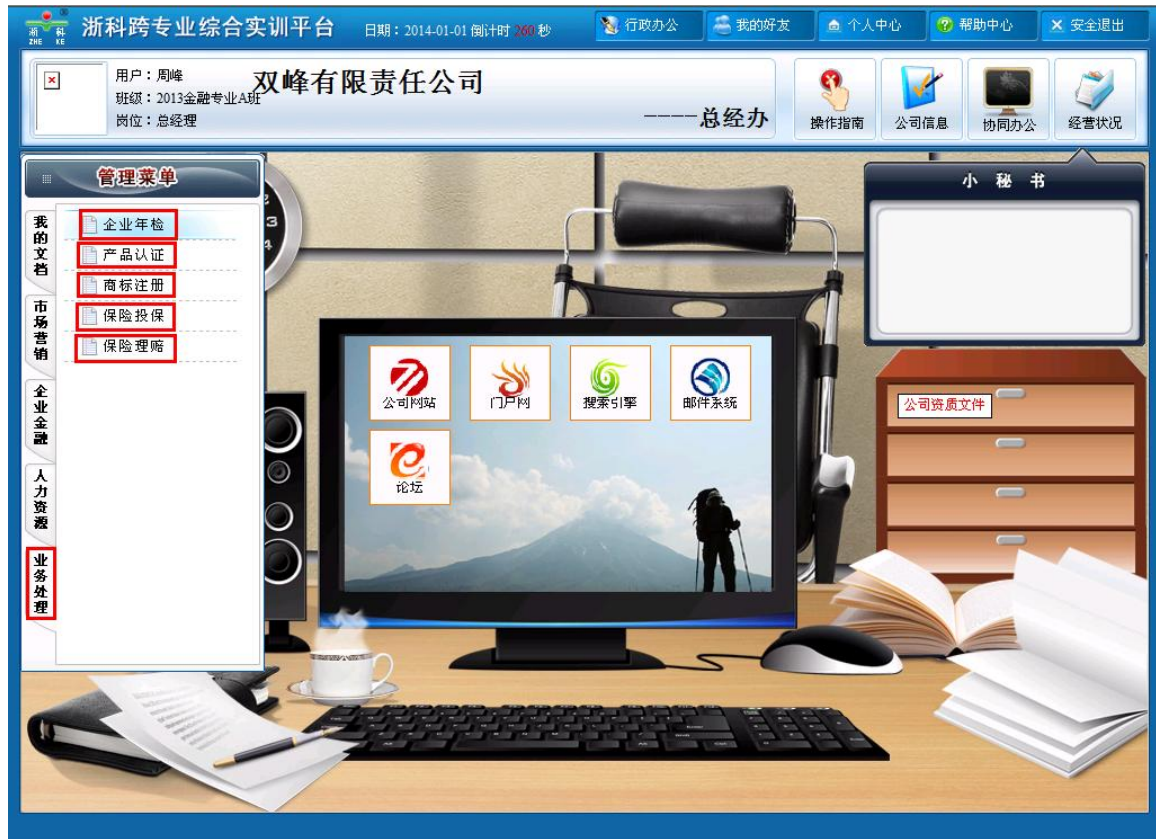 浙 科
ZHE KE
浙科跨专业综合实训平台
日期：2014-01-01 倒计时 260 秒
行政办公
我的好友
个人中心
帮助中心
安全退出
用户：周峰
班级：2013金融专业A班
岗位：总经理
双峰有限责任公司
----总经办
操作指南
公司信息
协同办公
经营状况
管理菜单
我的文档
市场营销
企业金融
人力资源
业务处理
企业年检
产品认证
商标注册
保险投保
保险理赔
3
4
公司网站
门户网
搜索引擎
邮件系统
论坛
小 秘 书
公司资质文件